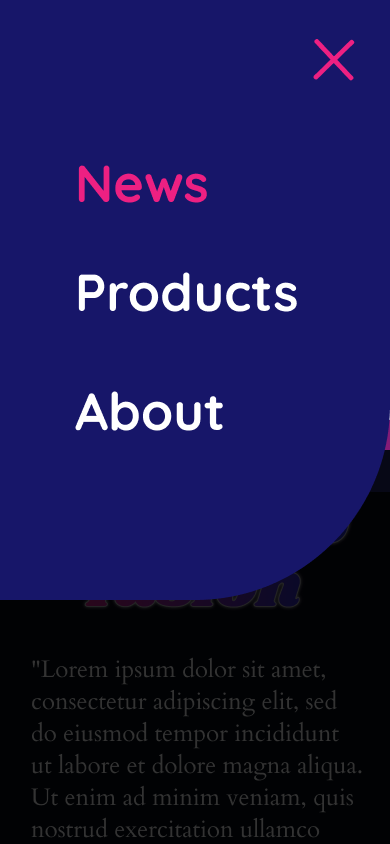 News
Products
About
"Lorem ipsum dolor sit amet,
consectetur adipiscing elit, sed
do eiusmod tempor incididunt
ut labore et dolore magna aliqua.
Ut enim ad minim veniam, quis
nostrud exercitation ullamco